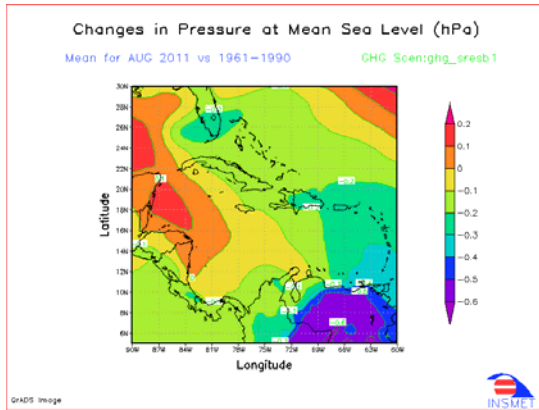 Changes in Pressure at Mean Sea Level (hPa)
Mean for AUG 2011 vs 1961-1990 GHG Scen:ghg_sresb1
30N
28N
26N
24N
22N
20N
18N
16N
14N
12N
10N
8N
6N
Latitude
90W 87W 84W 81W 78W 75W 72W 69W 66W 63W 60W
Longitude
0.2
0.1
0
-0.1
-0.2
-0.3
-0.4
-0.5
-0.6
GrADS Image
INSMET